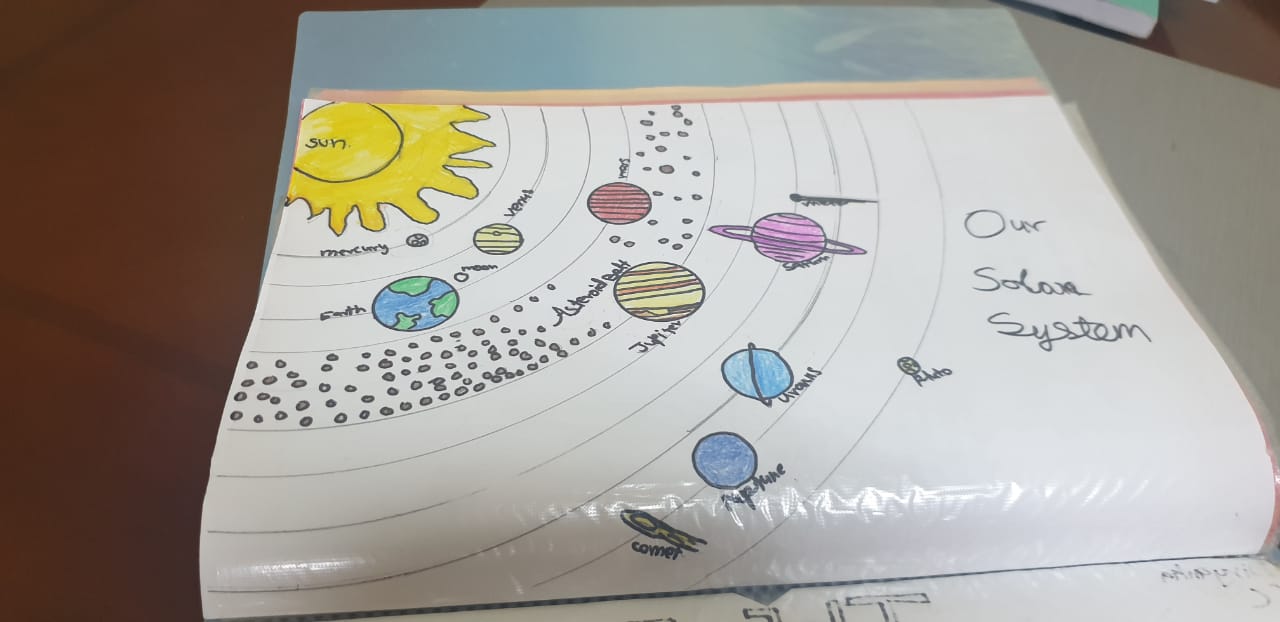 Sun.
mercury
Venus
mars
Earth
moon
Asteroid Belt
Jupiter
Saturn
Uranus
Neptune
Pluto
comet
Our
Solar
System